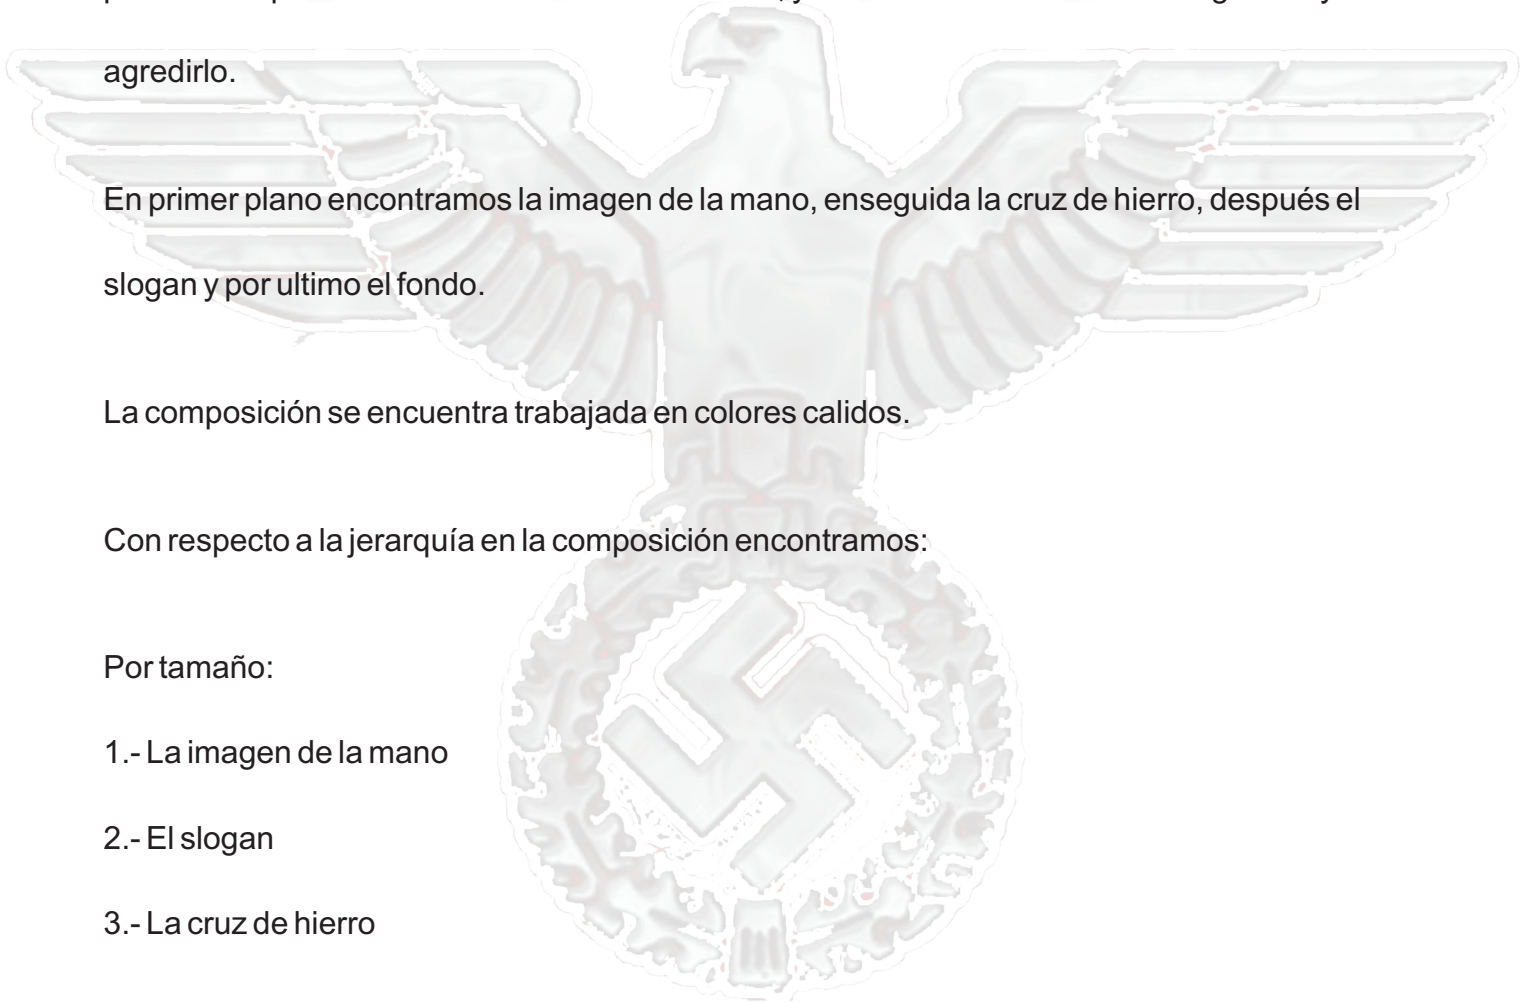 agredirlo.
En primer plano encontramos la imagen de la mano, enseguida la cruz de hierro, después el
slogan y por ultimo el fondo.
La composición se encuentra trabajada en colores calidos.
Con respecto a la jerarquía en la composición encontramos:
Por tamaño:
1.- La imagen de la mano
2.- El slogan
3.- La cruz de hierro